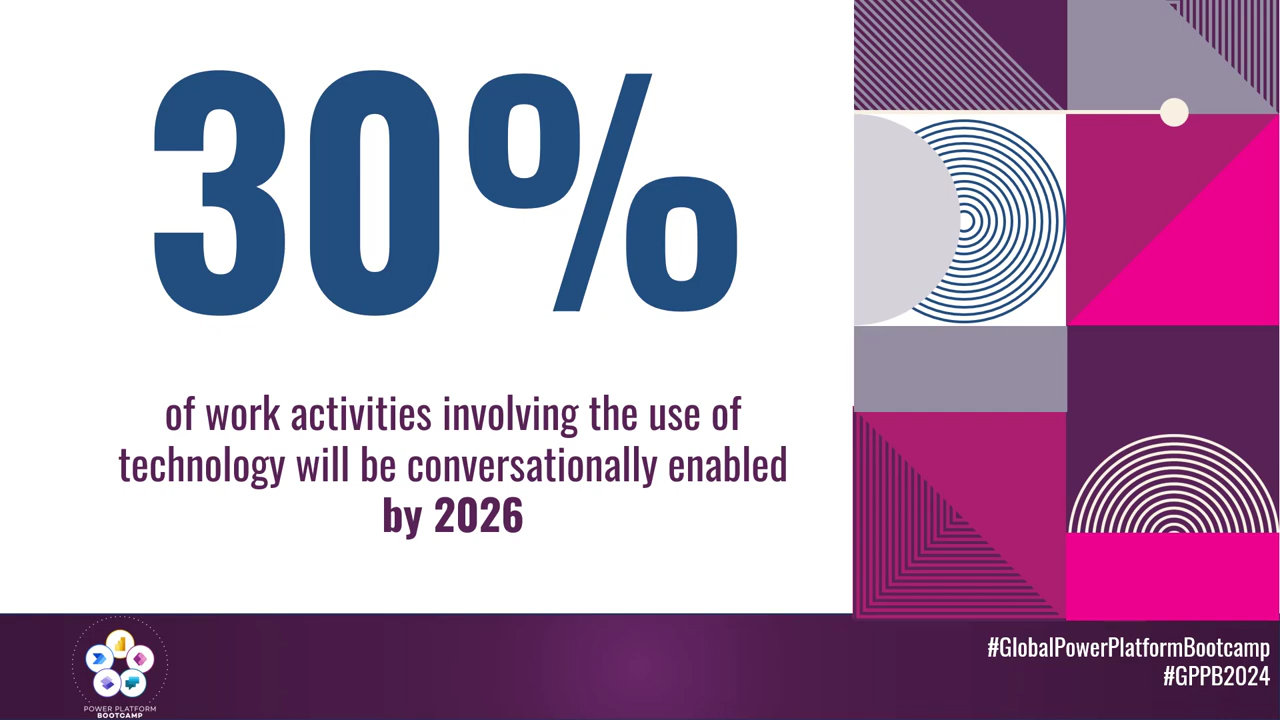 30%
of work activities involving the use of
technology will be conversationally enabled
by 2026
POWER PLATFORM
BOOTCAMP
#GlobalPowerPlatformBootcamp
#GPPB2024